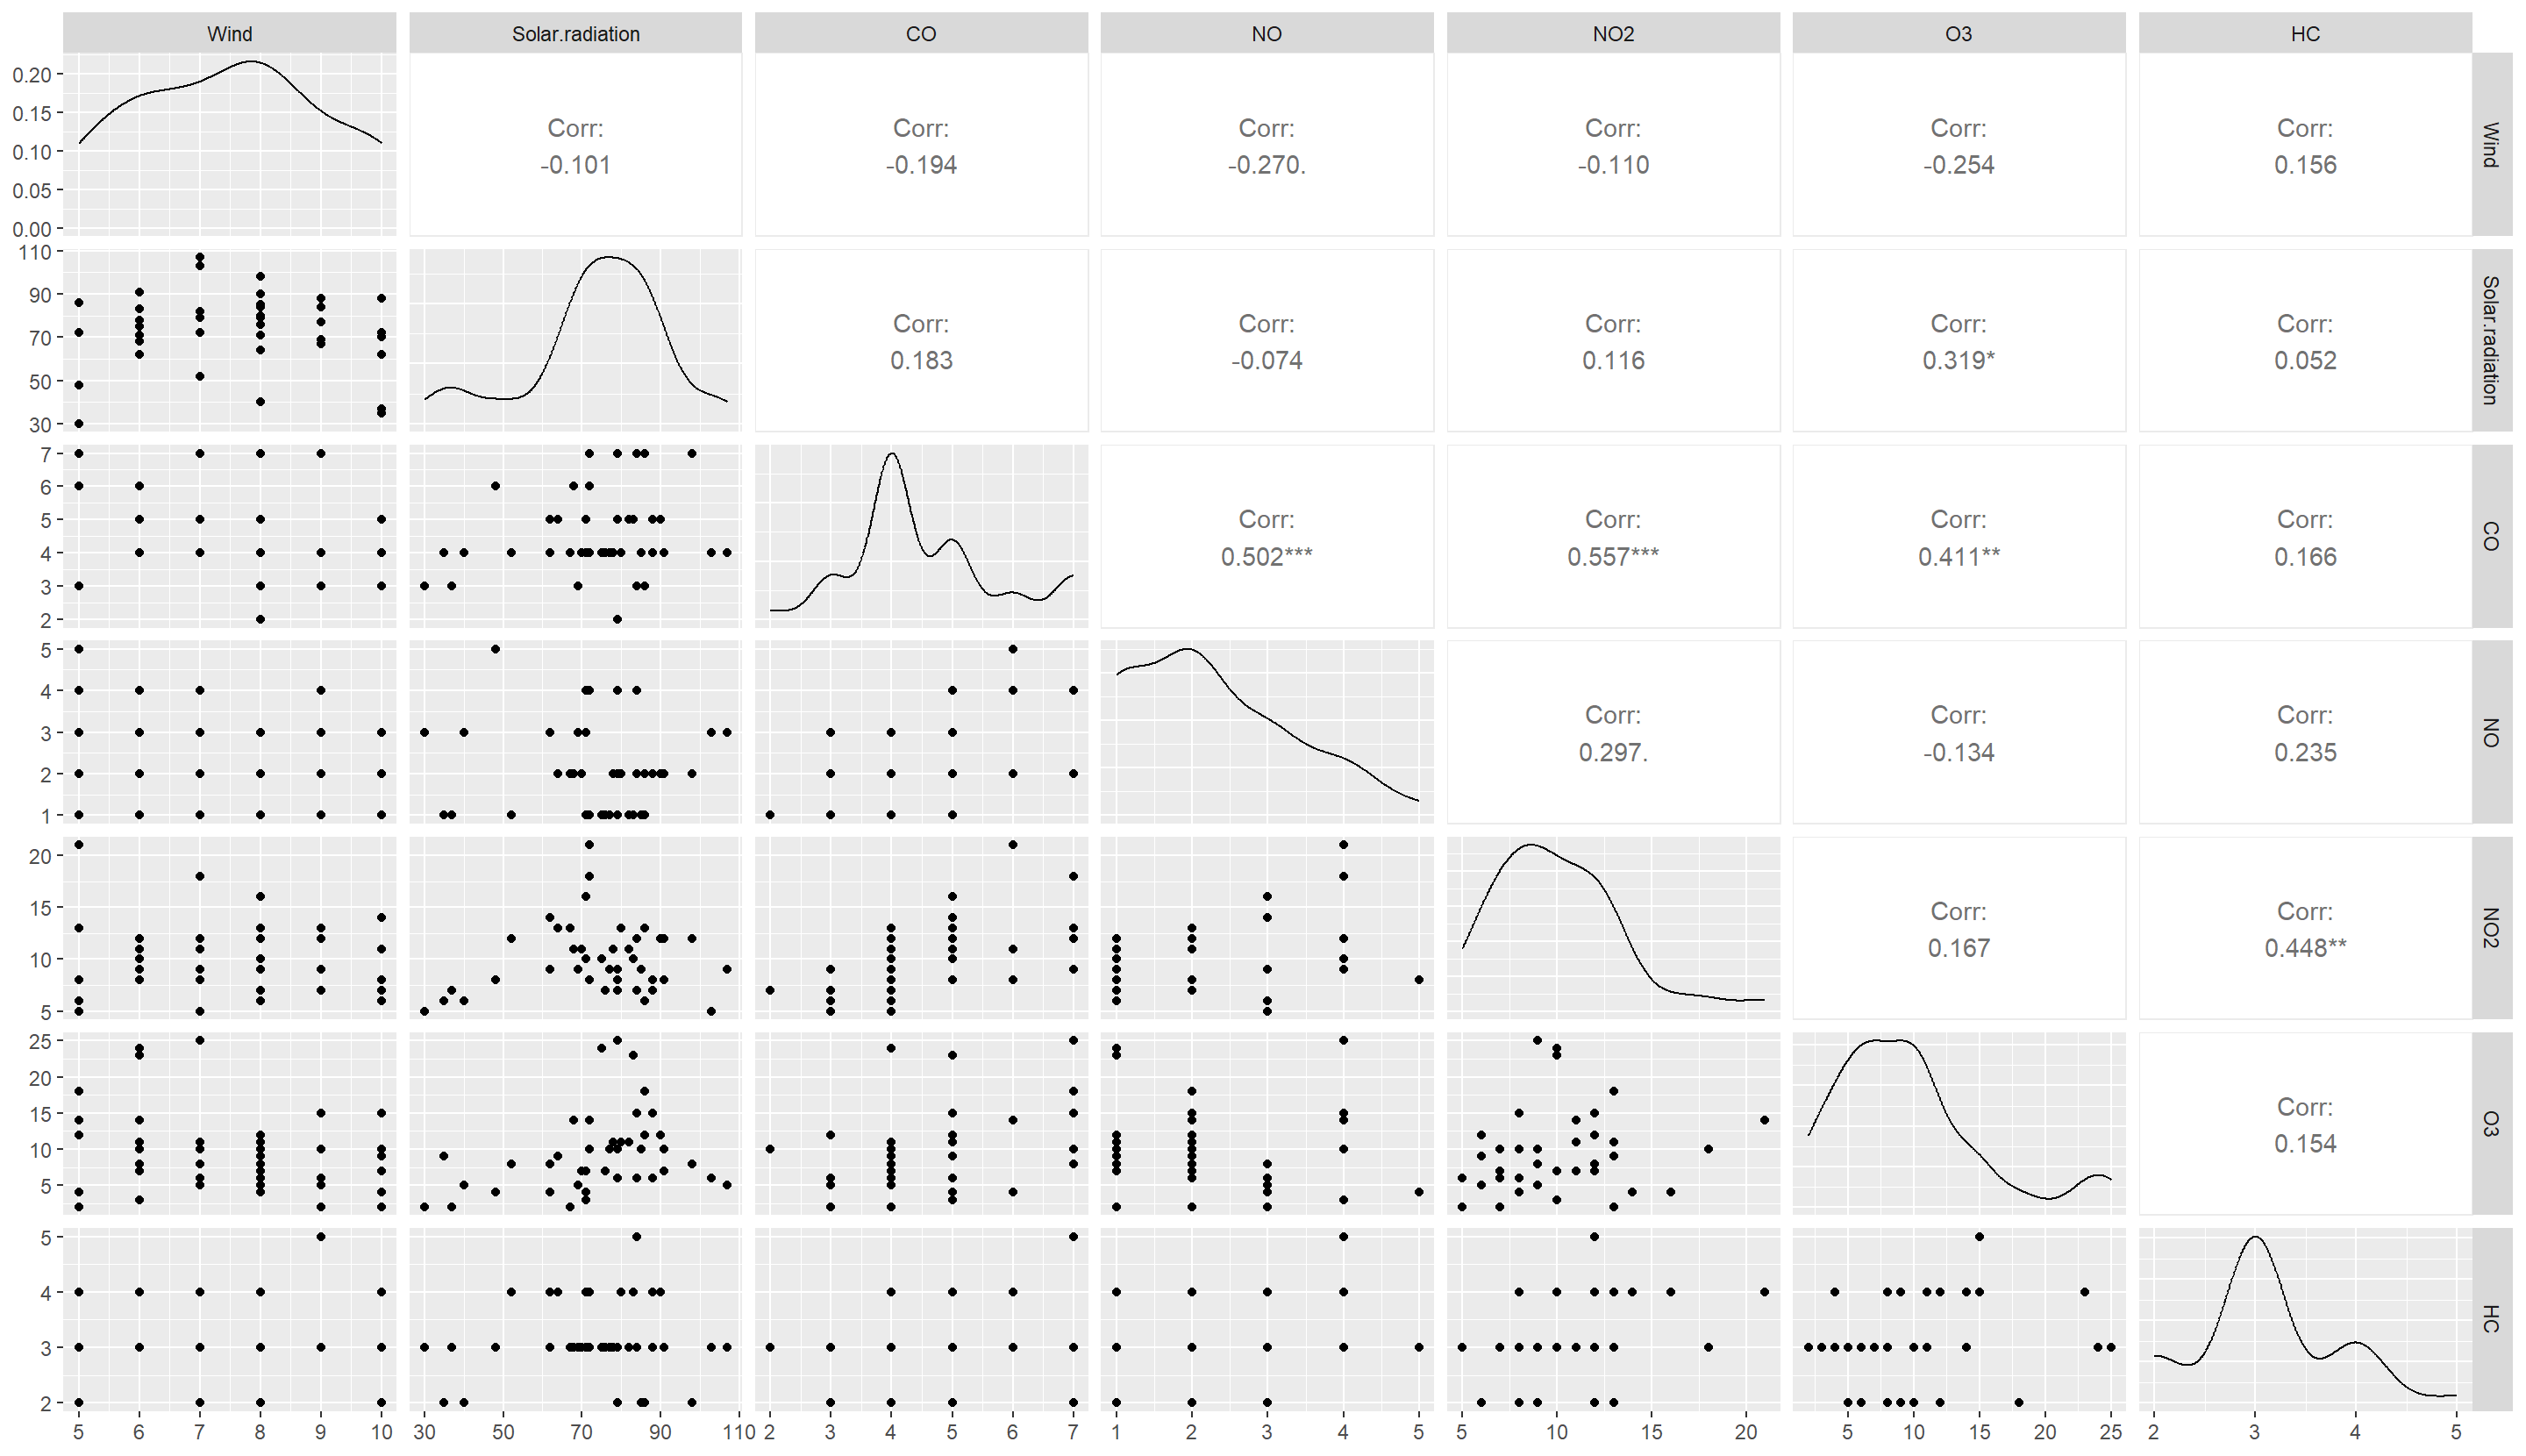 Wind Solar.radiation CO NO NO2 O3 HC
0.20
0.15
0.10
0.05
0.00
Corr:
-0.101
Corr:
-0.194
Corr:
-0.270.
Corr:
-0.110
Corr:
-0.254
Corr:
0.156
Wind
110
90
70
50
30
Corr:
0.183
Corr:
-0.074
Corr:
0.116
Corr:
0.319*
Corr:
0.052
Solar.radiation
7
6
5
4
3
2
Corr:
0.502***
Corr:
0.557***
Corr:
0.411**
Corr:
0.166
CO
5
4
3
2
1
Corr:
0.297.
Corr:
-0.134
Corr:
0.235
NO
20
15
10
5
Corr:
0.167
Corr:
0.448**
NO2
25
20
15
10
5
Corr:
0.154
O3
5
4
3
2
HC
5 6 7 8 9 10 30 50 70 90 110 2 3 4 5 6 7 1 2 3 4 5 5 10 15 20 5 10 15 20 25 2 3 4 5